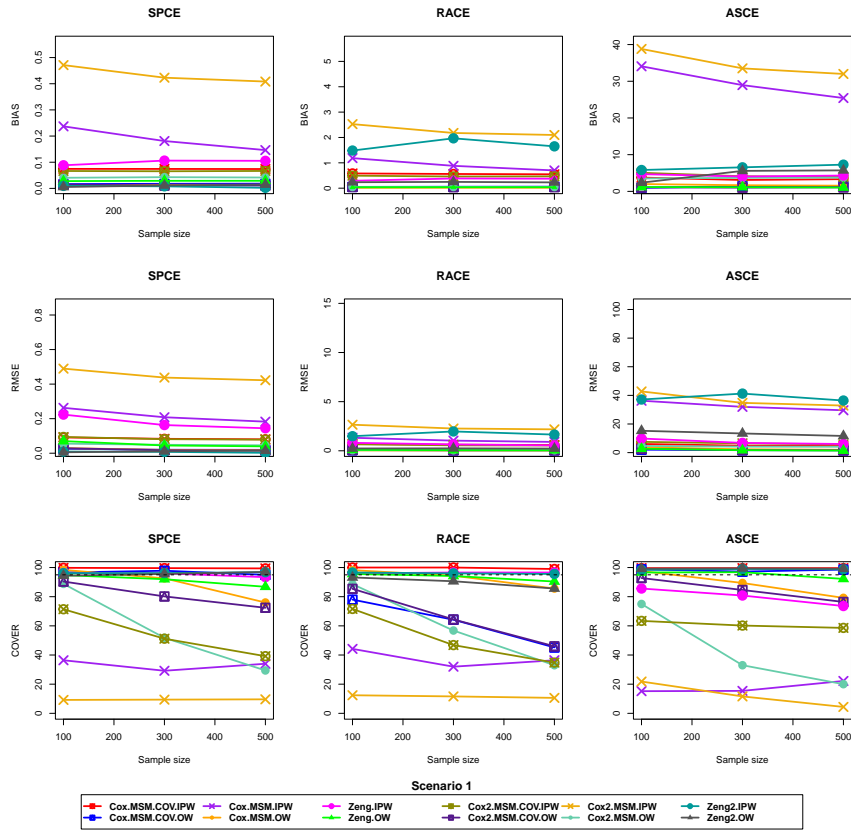 SPCE RACE ASCE
BIAS 0.0 0.1 0.2 0.3 0.4 0.5
BIAS 0 1 2 3 4 5
BIAS 0 10 20 30 40
100 200 300 400 500
100 200 300 400 500
100 200 300 400 500
Sample size Sample size Sample size
SPCE RACE ASCE
RMSE 0.0 0.2 0.4 0.6 0.8
RMSE 0 5 10 15
RMSE 0 20 40 60 80 100
100 200 300 400 500
100 200 300 400 500
100 200 300 400 500
Sample size Sample size Sample size
SPCE RACE ASCE
COVER 0 20 40 60 80 100
COVER 0 20 40 60 80 100
COVER 0 20 40 60 80 100
100 200 300 400 500
100 200 300 400 500
100 200 300 400 500
Sample size Sample size Sample size
Scenario 1
Cox.MSM.COV.IPW Cox.MSM.IPW Zeng.IPW Cox2.MSM.COV.IPW Cox2.MSM.IPW Zeng2.IPW
Cox.MSM.COV.OW Cox.MSM.OW Zeng.OW Cox2.MSM.COV.OW Cox2.MSM.OW Zeng2.OW